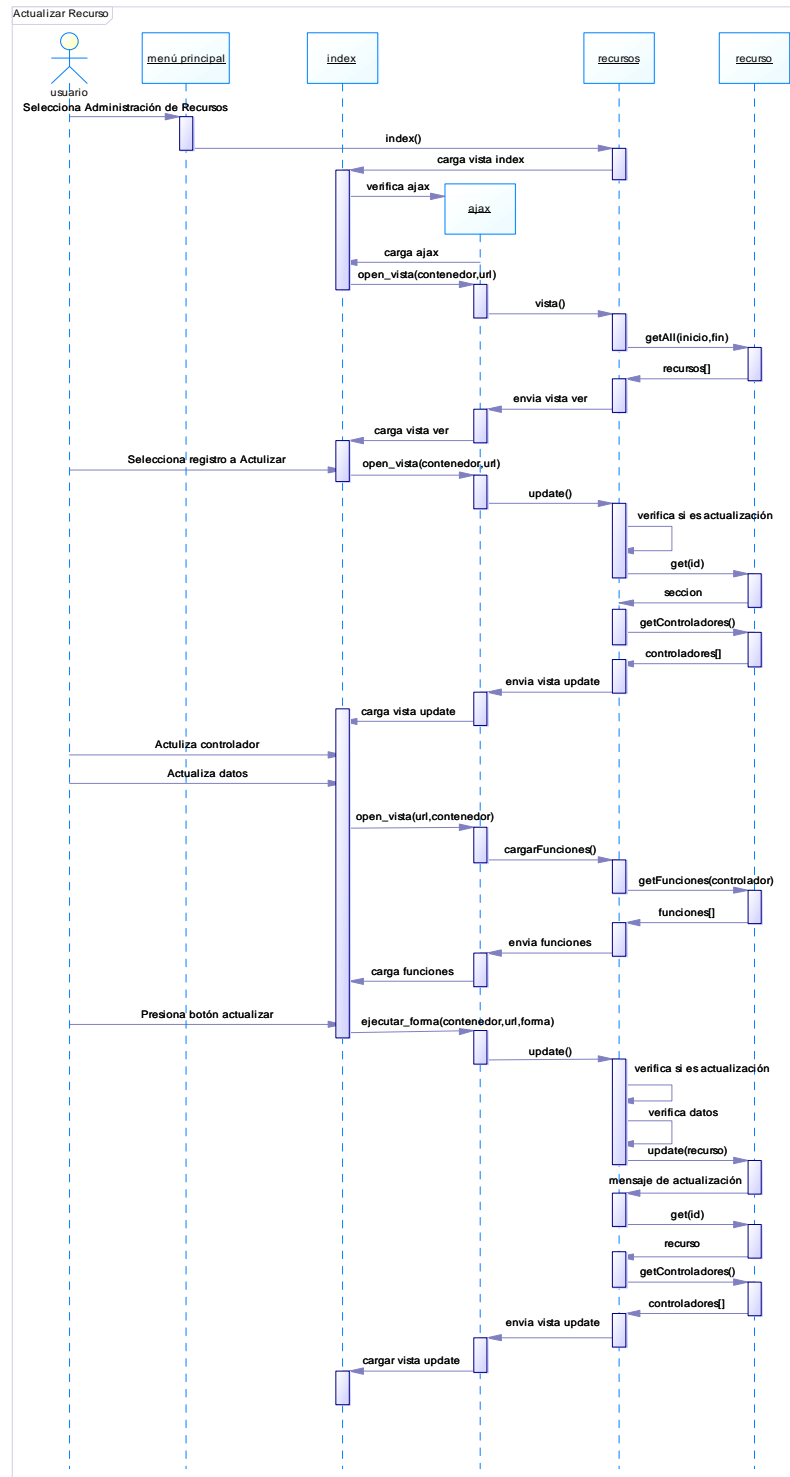 Actualizar Recurso
menú principal
index
recursos
recurso
usuario
Selecciona Administración de Recursos
index()
carga vista index
verifica ajax
ajax
carga ajax
open_vista(contenedor,url)
vista()
getAll(inicio,fin)
recursos[]
envia vista ver
carga vista ver
Selecciona registro a Actulizar
open_vista(contenedor,url)
update()
verifica si es actualización
get(id)
seccion
getControladores()
controladores[]
envia vista update
carga vista update
Actuliza controlador
Actualiza datos
open_vista(url,contenedor)
cargarFunciones()
getFunciones(controlador)
funciones[]
envia funciones
carga funciones
Presiona botón actualizar
ejecutar_forma(contenedor,url,forma)
update()
verifica si es actualización
verifica datos
update(recurso)
mensaje de actualización
get(id)
recurso
getControladores()
controladores[]
envia vista update
cargar vista update